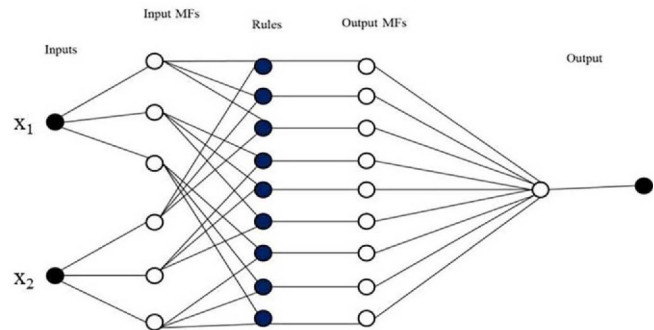 Input MFs
Rules
Output MFs
Inputs
Output
X1
X2